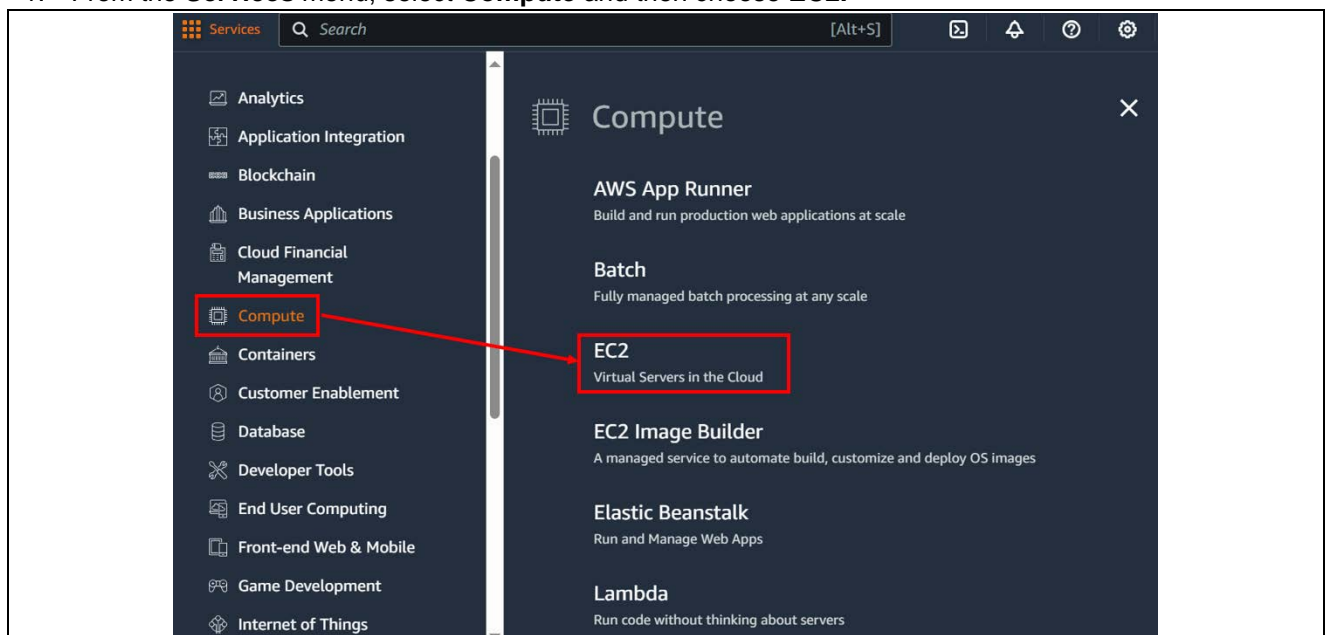 From the Services menu, select Compute and then choose EC2.
Services
Search
[Alt+S]
Analytics
Application Integration
Blockchain
Business Applications
Cloud Financial
Management
Compute
Containers
Customer Enablement
Database
Developer Tools
End User Computing
Front-end Web & Mobile
Game Development
Internet of Things
Compute
AWS App Runner
Build and run production web applications at scale
Batch
Fully managed batch processing at any scale
EC2
Virtual Servers in the Cloud
EC2 Image Builder
A managed service to automate build, customize and deploy OS images
Elastic Beanstalk
Run and Manage Web Apps
Lambda
Run code without thinking about servers